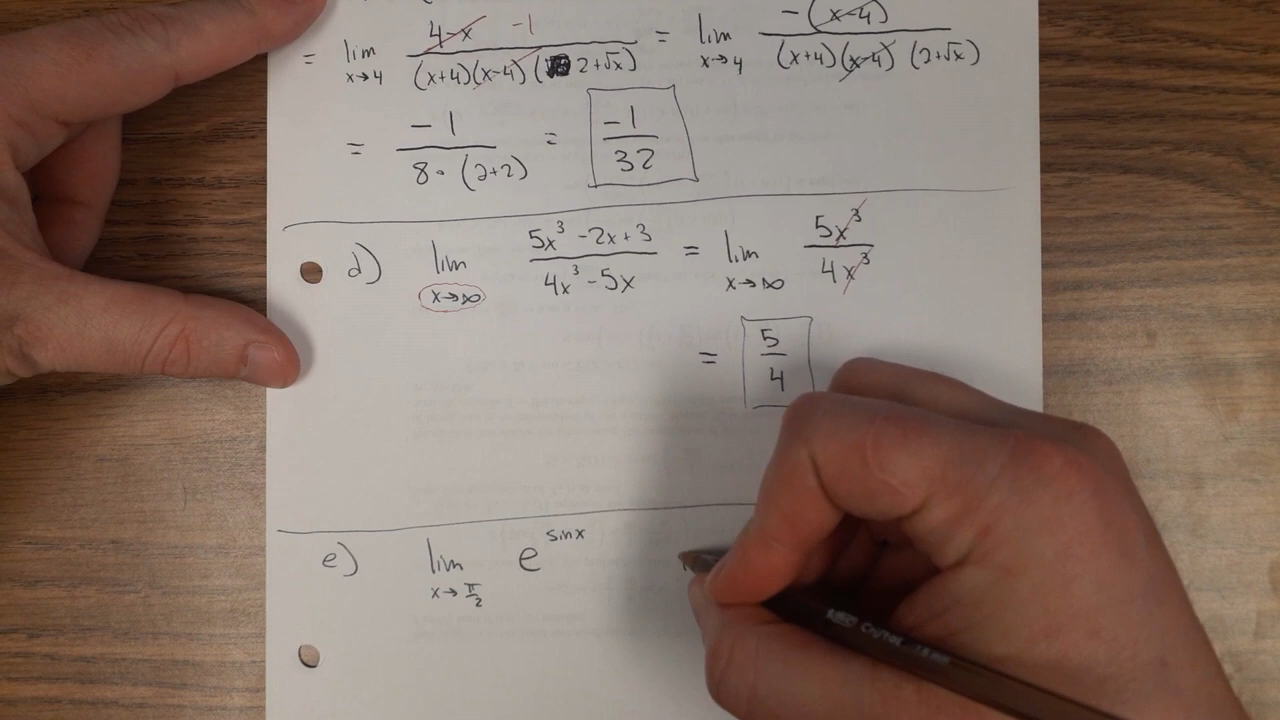 = lim x→4 4-x -1 / (x+4)(x-4)(2+√x) = lim x→4 -(x-4) / (x+4)(x-4)(2+√x)
= -1 / 8·(2+2) = -1 / 32
d) lim x→∞ 5x³-2x+3 / 4x³-5x = lim x→∞ 5x³ / 4x³
= 5 / 4
e) lim x→π/2 e^sinx